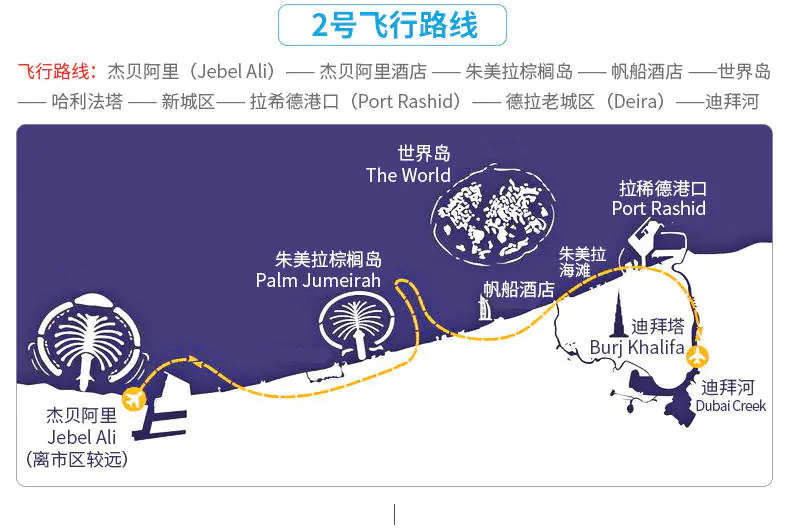 2号飞行路线
飞行路线：杰贝阿里（Jebel Ali）—— 杰贝阿里酒店 —— 朱美拉棕榈岛 —— 帆船酒店 ——世界岛
—— 哈利法塔 —— 新城区—— 拉希德港口（Port Rashid）—— 德拉老城区（Deira）——迪拜河
世界岛
The World
拉稀德港口
Port Rashid
朱美拉棕榈岛
Palm Jumeirah
朱美拉
海滩
帆船酒店
迪拜塔
Burj Khalifa
迪拜河
Dubai Creek
杰贝阿里
Jebel Ali
（离市区较远）